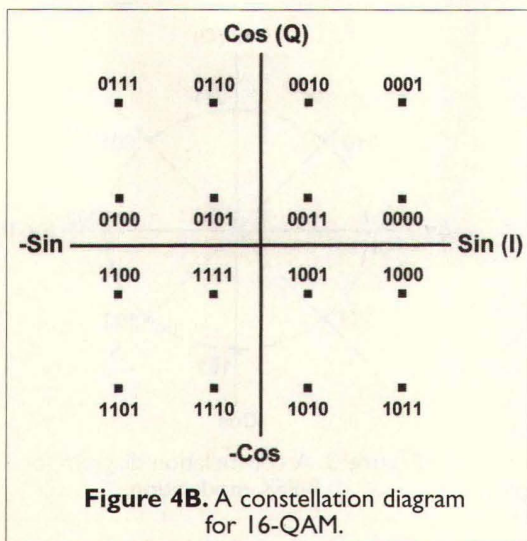 Cos (Q)
0111 0110 0010 0001
0100 0101 0011 0000
-Sin Sin (I)
1100 1111 1001 1000
1101 1110 1010 1011
-Cos
Figure 4B. A constellation diagram
for 16-QAM.